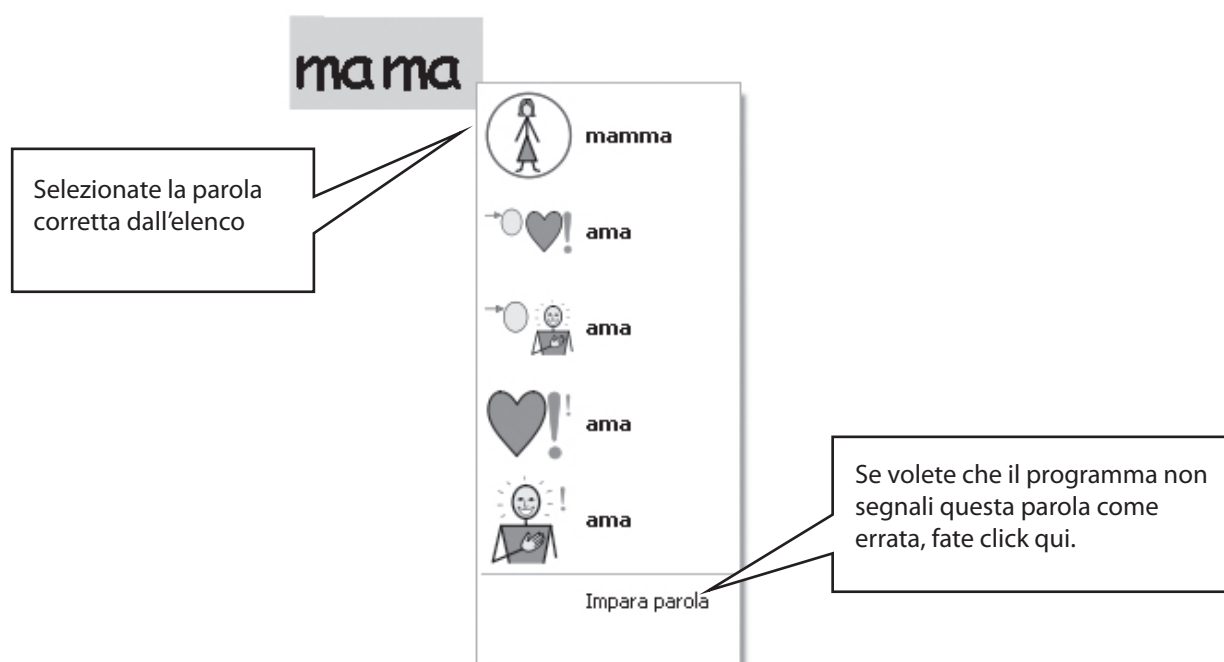 mama
Selezionate la parola
corretta dall'elenco
mamma
ama
ama
ama
ama
Se volete che il programma non
segnali questa parola come
errata, fate click qui.
Impara parola